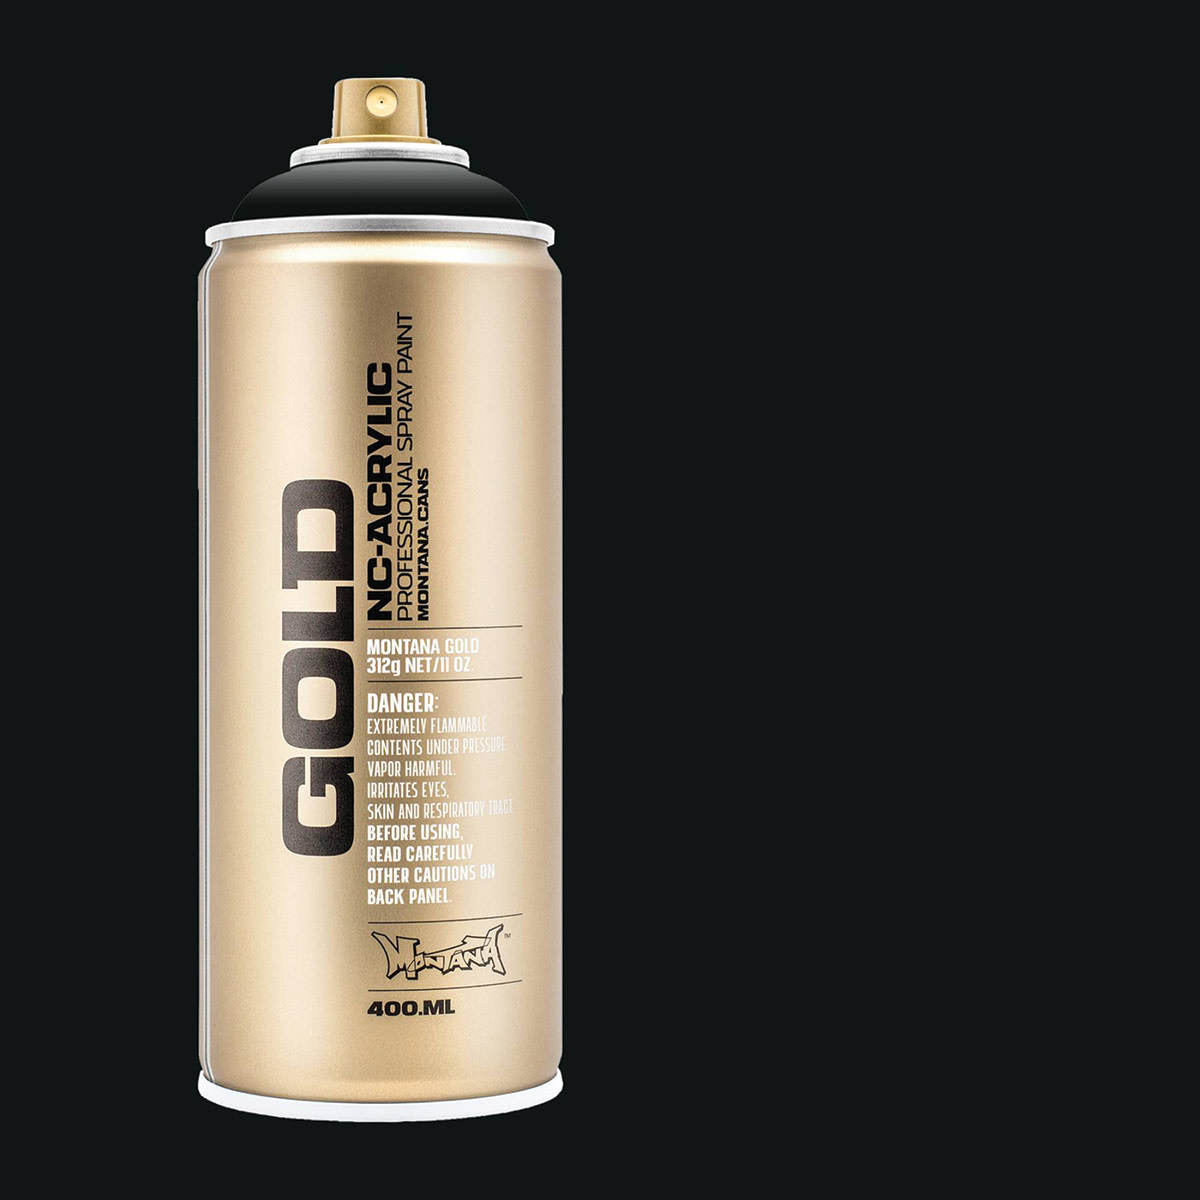 GOLD
NC-ACRYLIC
PROFESSIONAL SPRAY PAINT
MONTANA.CANS
MONTANA GOLD
312g NET/11 OZ.
DANGER:
EXTREMELY FLAMMABLE
CONTENTS UNDER PRESSURE.
VAPOR HARMFUL.
IRRITATES EYES,
SKIN AND RESPIRATORY TRACT.
BEFORE USING,
READ CAREFULLY
OTHER CAUTIONS ON
BACK PANEL.
MONTANA™
400.ML